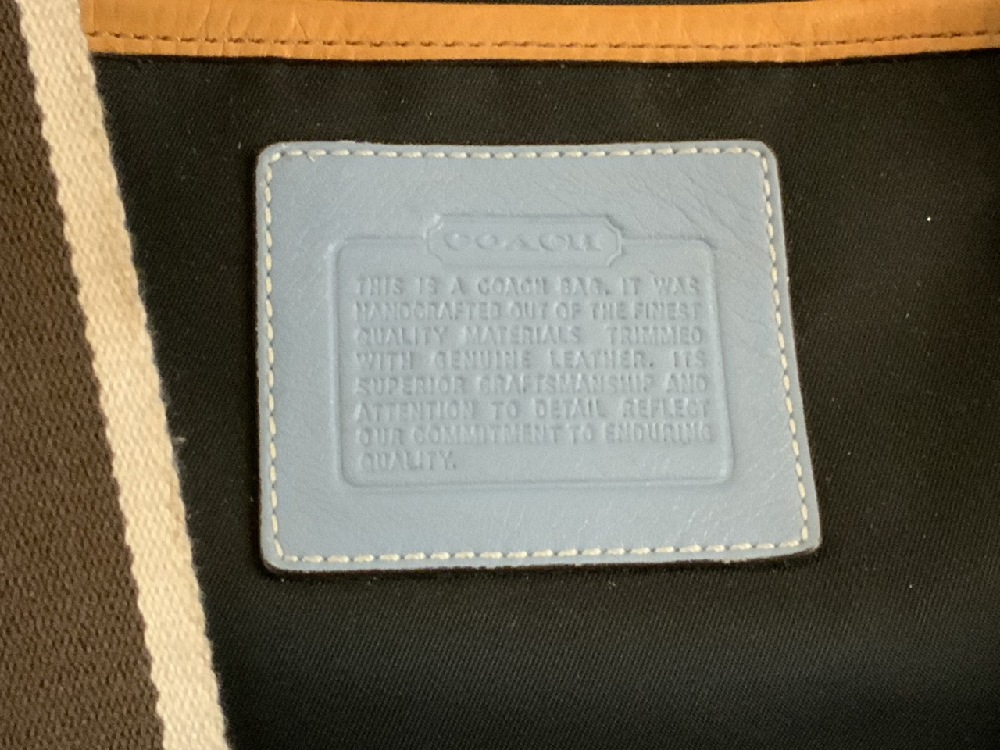 COACH
THIS IS A COACH BAG. IT WAS
HANDCRAFTED OUT OF THE FINEST
QUALITY MATERIALS TRIMMED
WITH GENUINE LEATHER. ITS
SUPERIOR CRAFTSMANSHIP AND
ATTENTION TO DETAIL REFLECT
OUR COMMITMENT TO ENDURING
QUALITY.